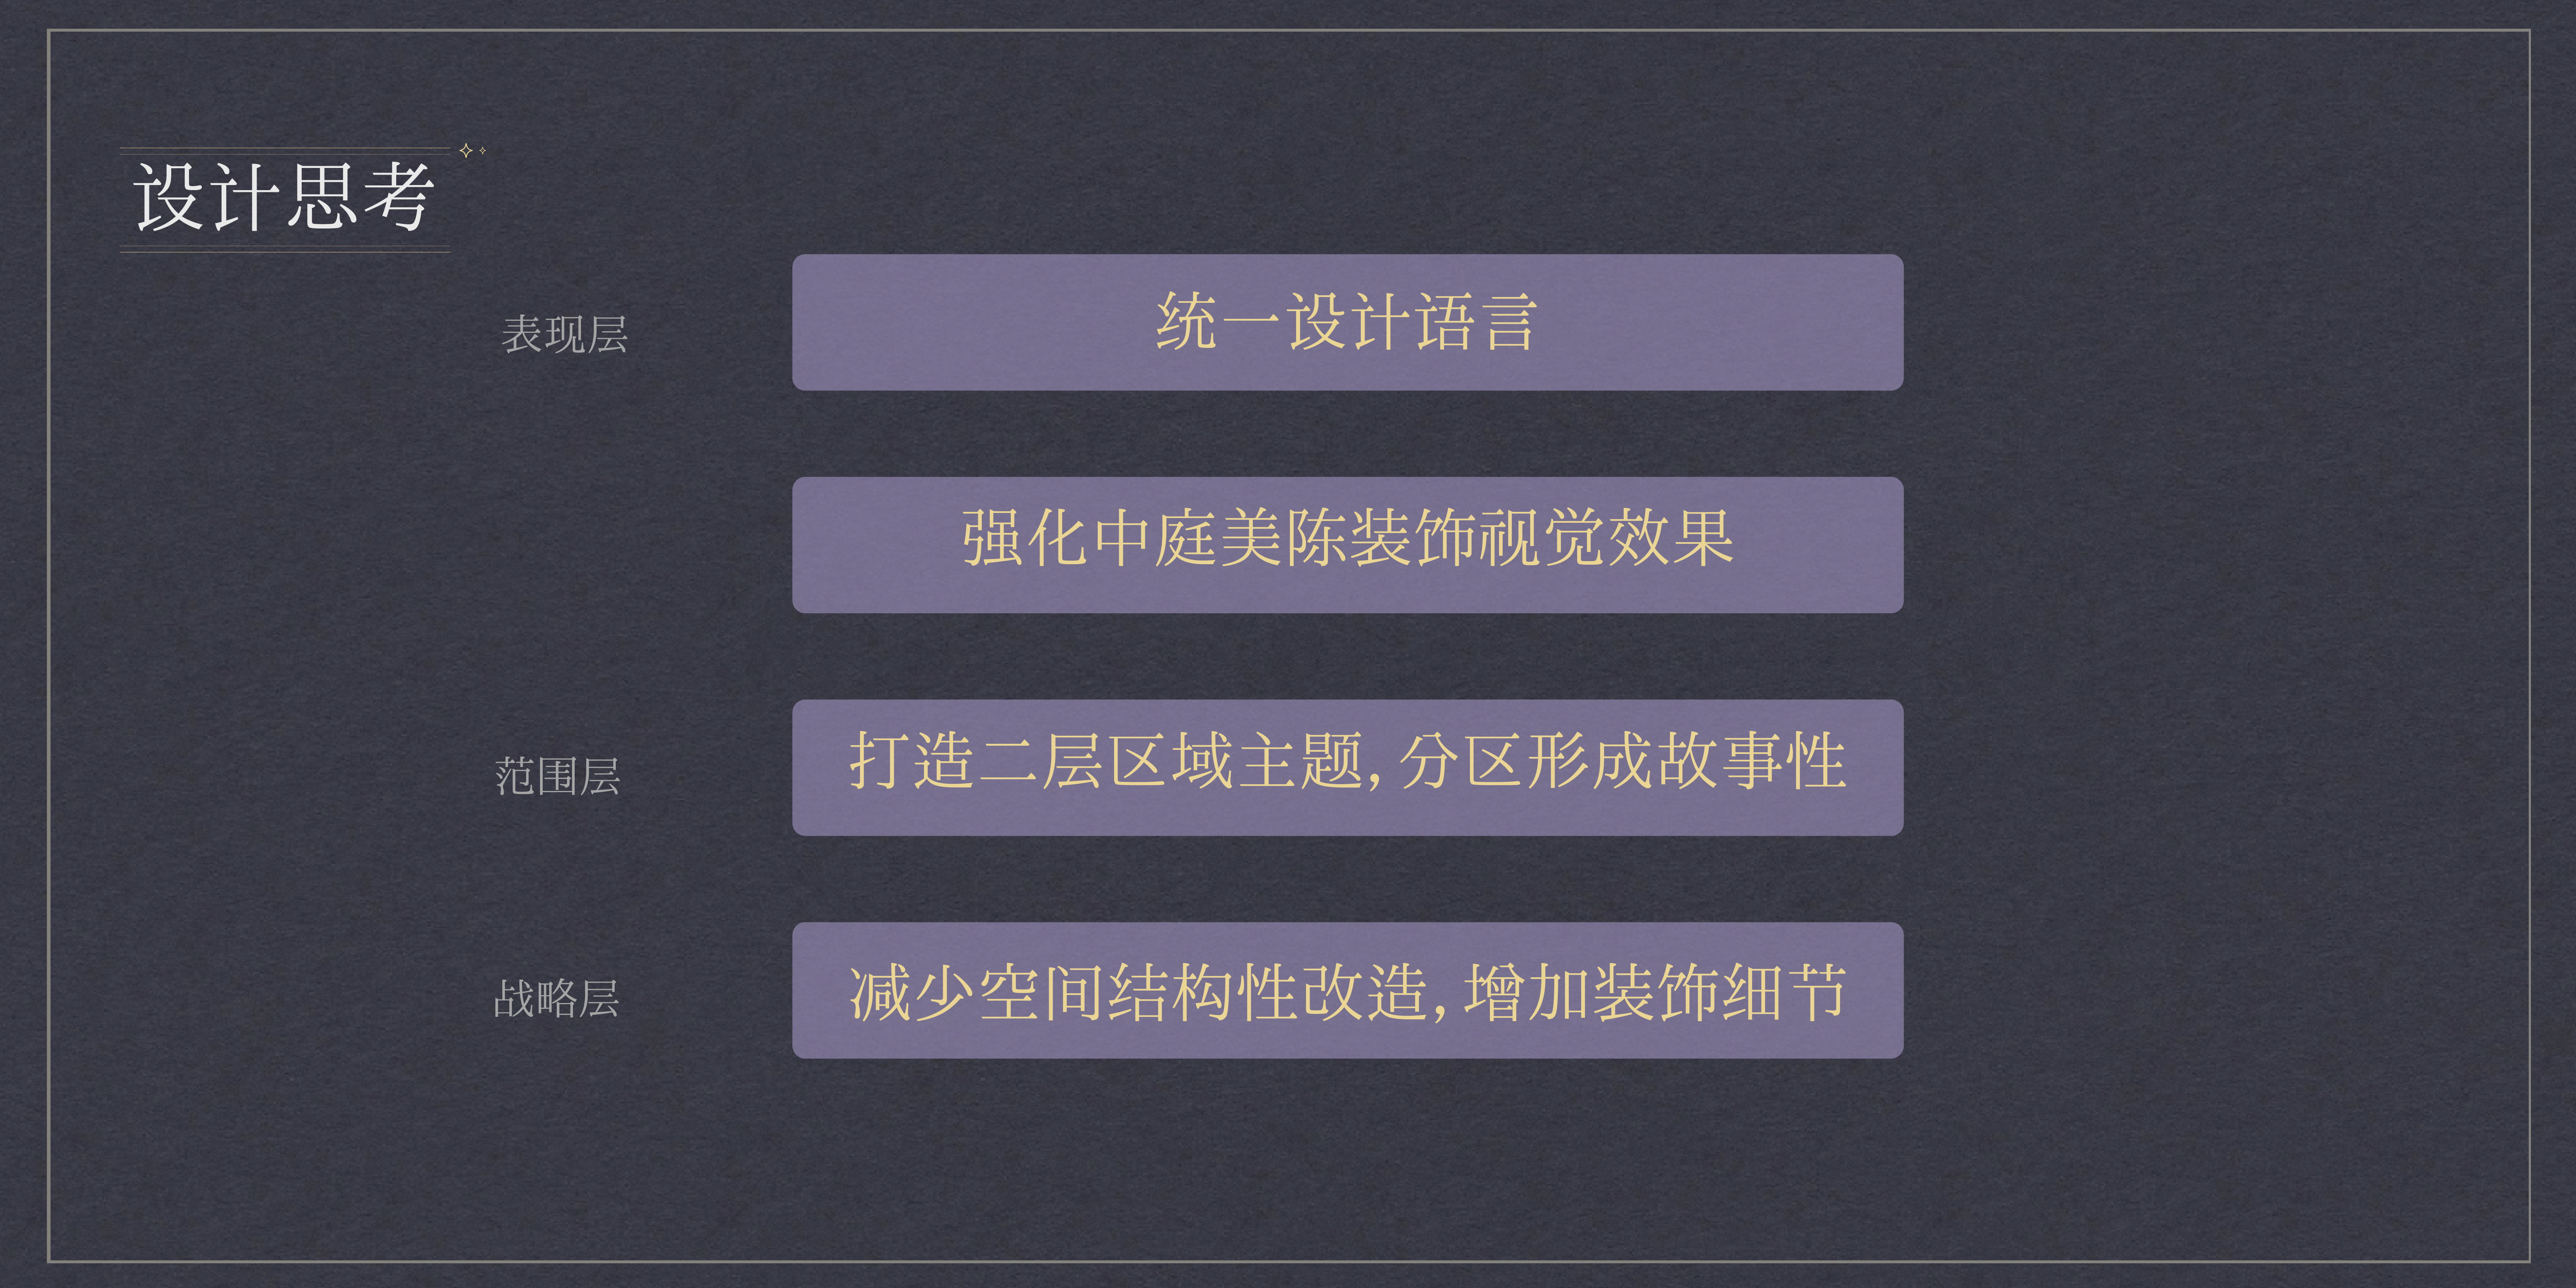 设计思考
表现层
统一设计语言
强化中庭美陈装饰视觉效果
范围层
打造二层区域主题,分区形成故事性
战略层
减少空间结构性改造,增加装饰细节